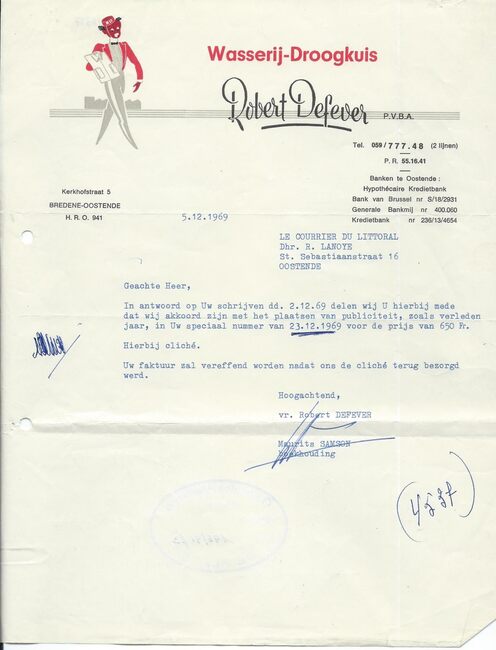 Wasserij-Droogkuis
Robert Defever P.V.B.A.
Tel. 059/777.48 (2 lijnen)
P. R. 55.16.41
Banken te Oostende :
Hypothécaire Kredietbank
Bank van Brussel nr S/18/2931
Generale Bankmij nr 400.060
Kredietbank nr 236/13/4654
Kerkhofstraat 5
BREDENE-OOSTENDE
H. R. O. 941
5.12.1969
LE COURRIER DU LITTORAL
Dhr. R. LANOYE
St. Sebastiaanstraat 16
OOSTENDE
Geachte Heer,
In antwoord op Uw schrijven dd. 2.12.69 delen wij U hierbij mede
dat wij akkoord zijn met het plaatsen van publiciteit, zoals verleden
jaar, in Uw speciaal nummer van 23.12.1969 voor de prijs van 650 Fr.
Hierbij cliché.
Uw faktuur zal vereffend worden nadat ons de cliché terug bezorgd
werd.
Hoogachtend,
vr. Robert DEFEVER
Maurits SAMSON
boekhouding